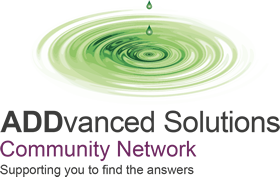 ADDvanced Solutions
Community Network
Supporting you to find the answers